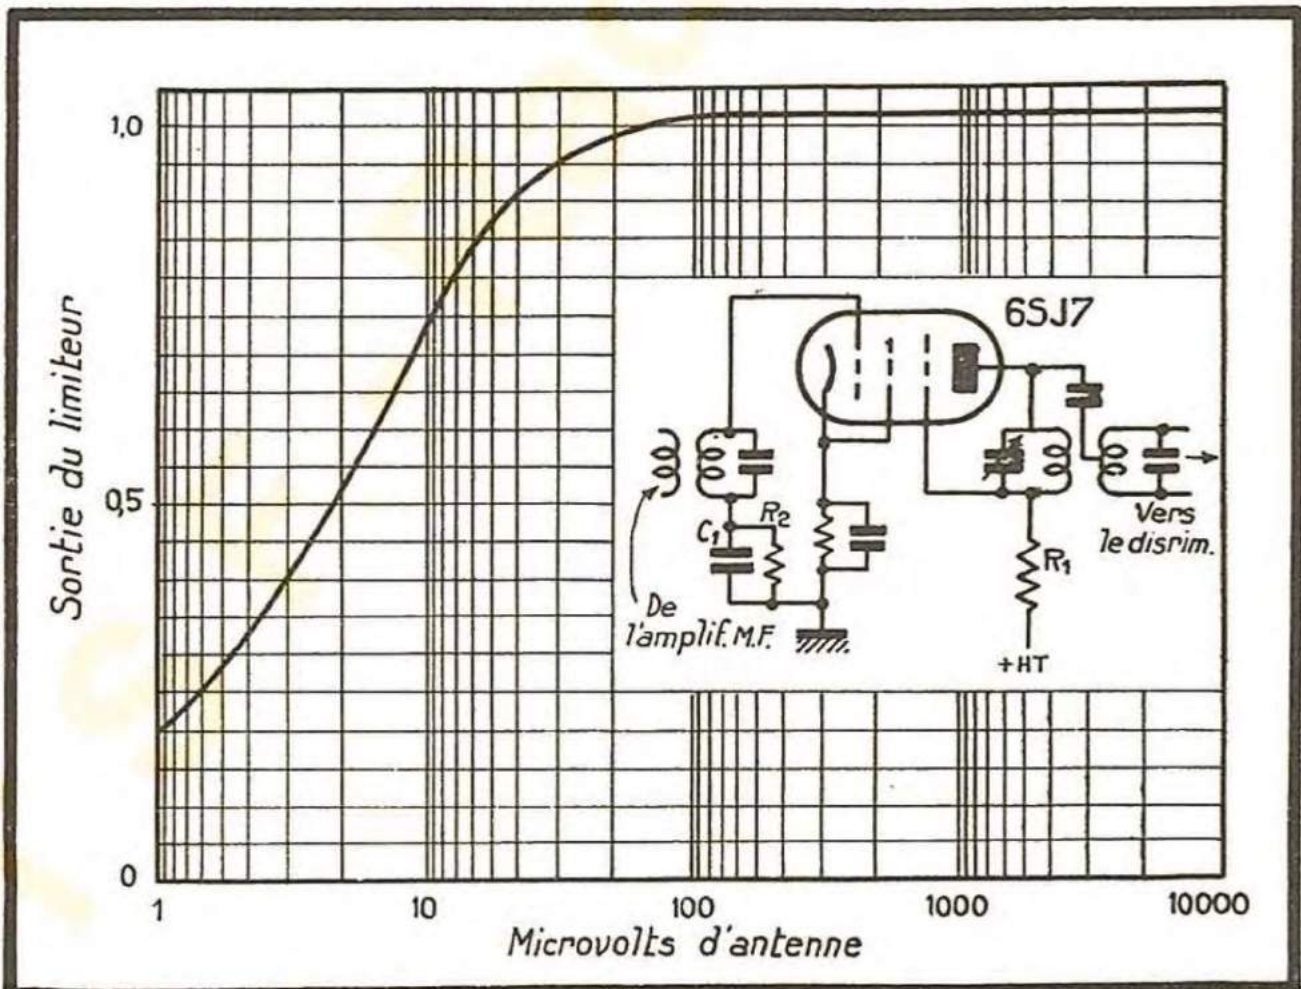 Sortie du limiteur
1,0
0,5
0
1
10
100
1000
10000
Microvolts d'antenne
6SJ7
C1
R2
De
l'amplif. M.F.
R1
+HT
Vers
le disrim.